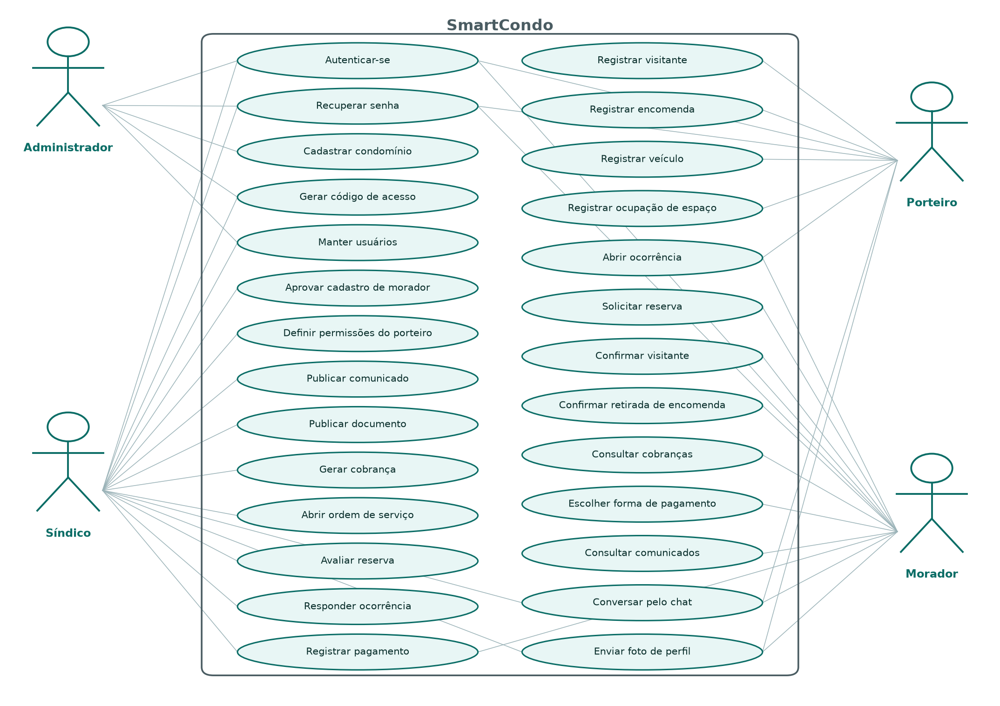 SmartCondo
Administrador
Síndico
Autenticar-se
Recuperar senha
Cadastrar condomínio
Gerar código de acesso
Manter usuários
Aprovar cadastro de morador
Definir permissões do porteiro
Publicar comunicado
Publicar documento
Gerar cobrança
Abrir ordem de serviço
Avaliar reserva
Responder ocorrência
Registrar pagamento
Registrar visitante
Registrar encomenda
Registrar veículo
Registrar ocupação de espaço
Abrir ocorrência
Solicitar reserva
Confirmar visitante
Confirmar retirada de encomenda
Consultar cobranças
Escolher forma de pagamento
Consultar comunicados
Conversar pelo chat
Enviar foto de perfil
Porteiro
Morador